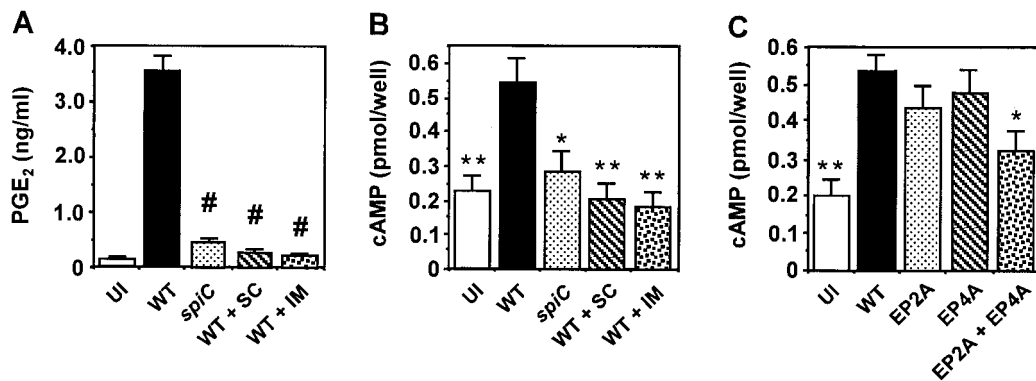 A
PGE2 (ng/ml)
4.0
3.0
2.0
1.0
0
#
#
#
UI
WT
spiC
WT + SC
WT + IM
B
cAMP (pmol/well)
0.6
0.5
0.4
0.3
0.2
0.1
0
**
*
**
**
UI
WT
spiC
WT + SC
WT + IM
C
cAMP (pmol/well)
0.6
0.5
0.4
0.3
0.2
0.1
0
**
*
UI
WT
EP2A
EP4A
EP2A + EP4A